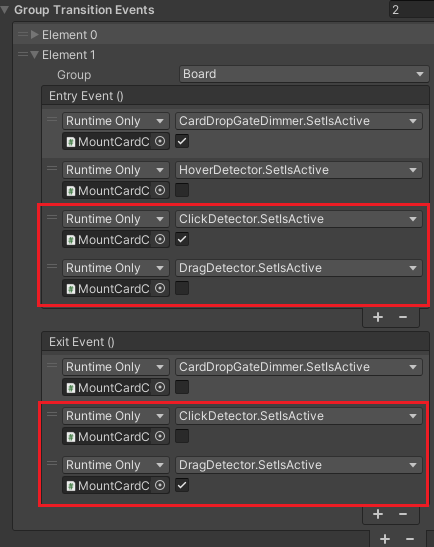 Group Transition Events 2
Element 0
Element 1
Group Board
Entry Event ()
Runtime Only CardDropGateDimmer.SetIsActive
MountCardC
Runtime Only HoverDetector.SetIsActive
MountCardC
Runtime Only ClickDetector.SetIsActive
MountCardC
Runtime Only DragDetector.SetIsActive
MountCardC
+ −
Exit Event ()
Runtime Only CardDropGateDimmer.SetIsActive
MountCardC
Runtime Only ClickDetector.SetIsActive
MountCardC
Runtime Only DragDetector.SetIsActive
MountCardC
+ −
+ −